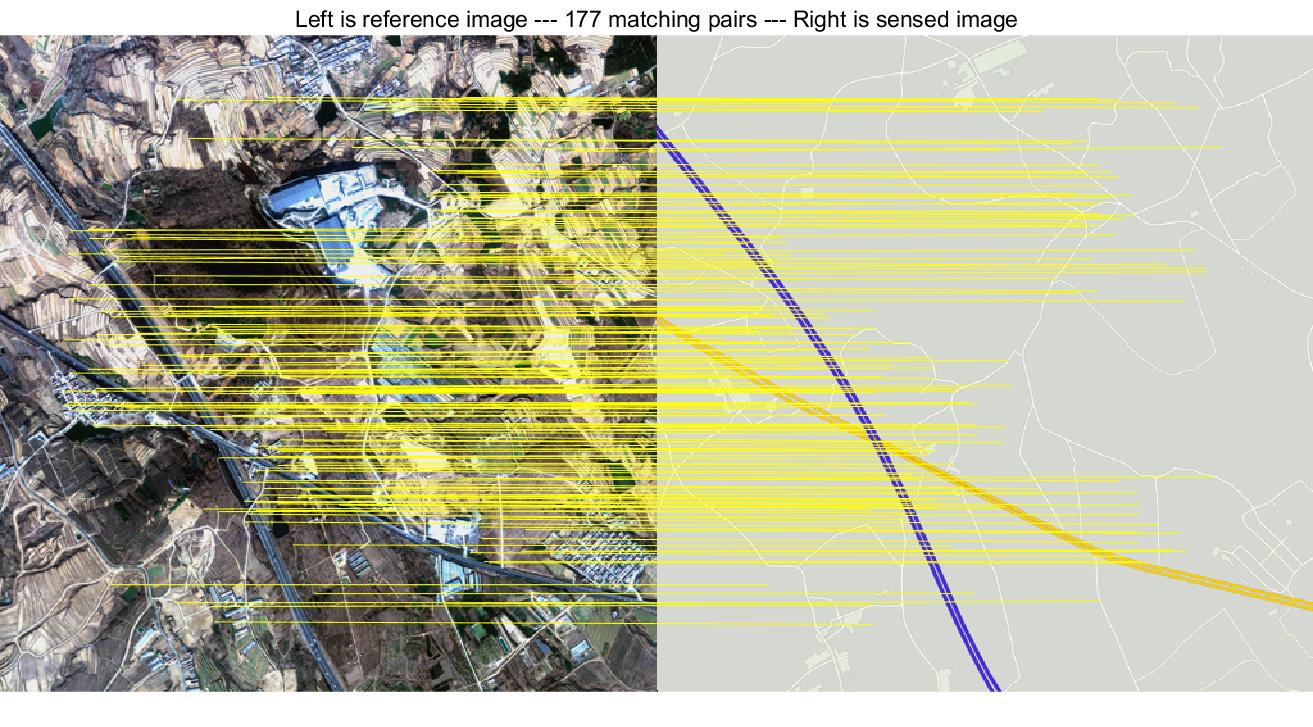 Left is reference image --- 177 matching pairs --- Right is sensed image